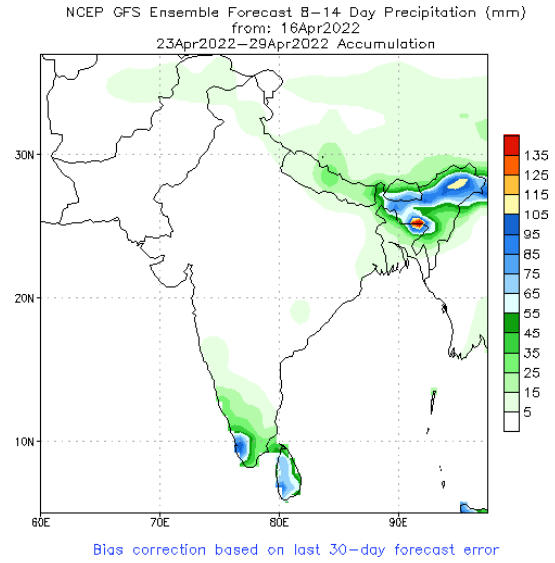 NCEP GFS Ensemble Forecast 8-14 Day Precipitation (mm)
from: 16Apr2022
23Apr2022-29Apr2022 Accumulation
30N
20N
10N
60E
70E
80E
90E
135
125
115
105
95
85
75
65
55
45
35
25
15
5
Bias correction based on last 30-day forecast error